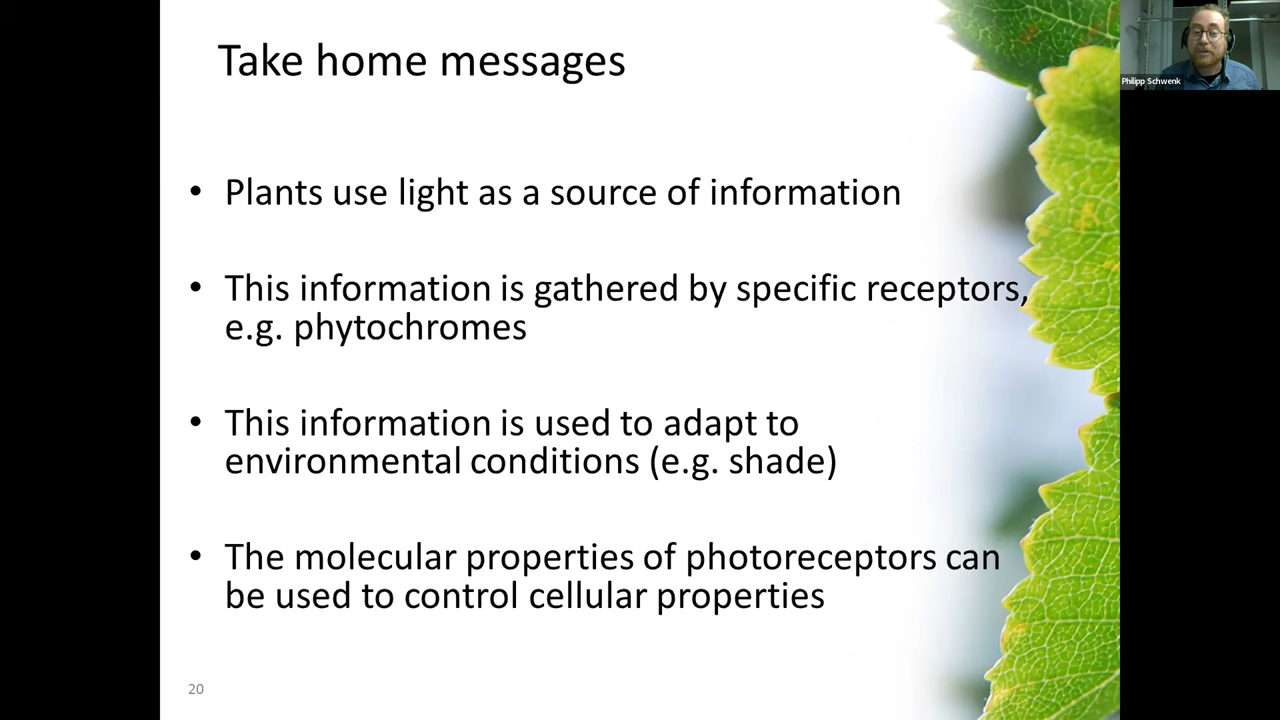 Take home messages
Philipp Schwenk
• Plants use light as a source of information
• This information is gathered by specific receptors,
e.g. phytochromes
• This information is used to adapt to
environmental conditions (e.g. shade)
• The molecular properties of photoreceptors can
be used to control cellular properties
20